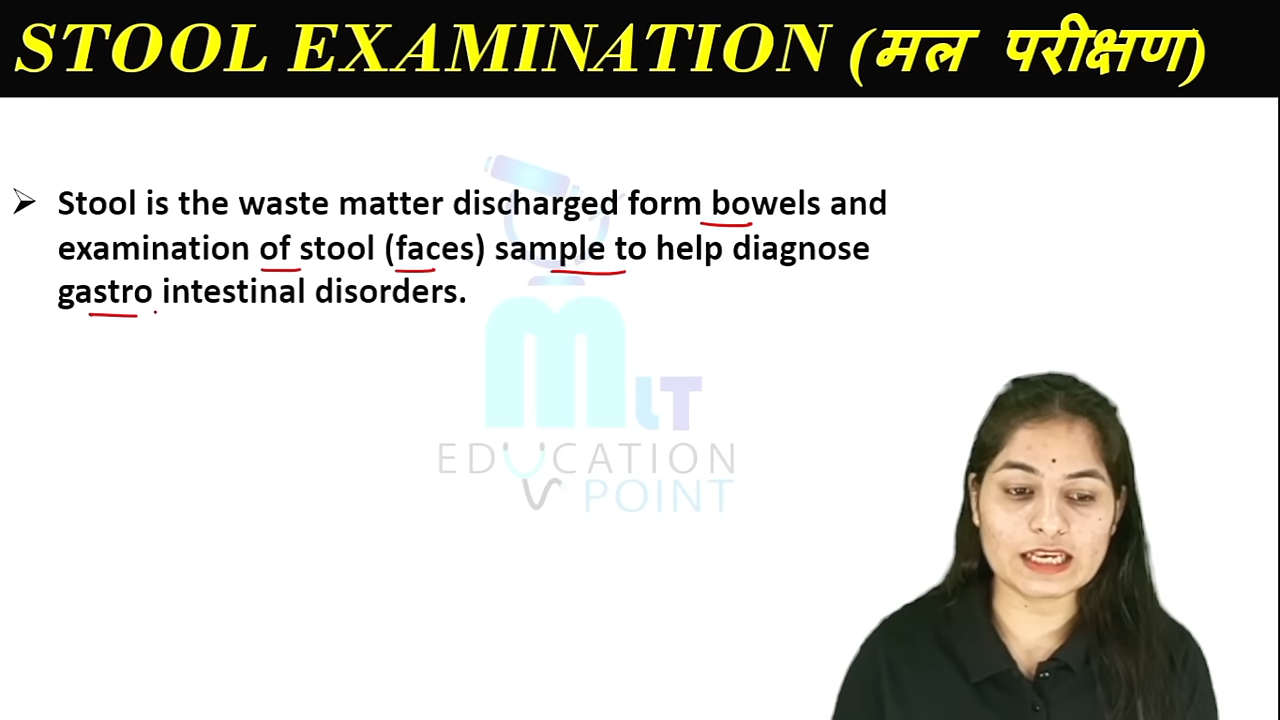 STOOL EXAMINATION (मल परीक्षण)
➢ Stool is the waste matter discharged form bowels and
examination of stool (faces) sample to help diagnose
gastro intestinal disorders.
MLT
EDUCATION
POINT